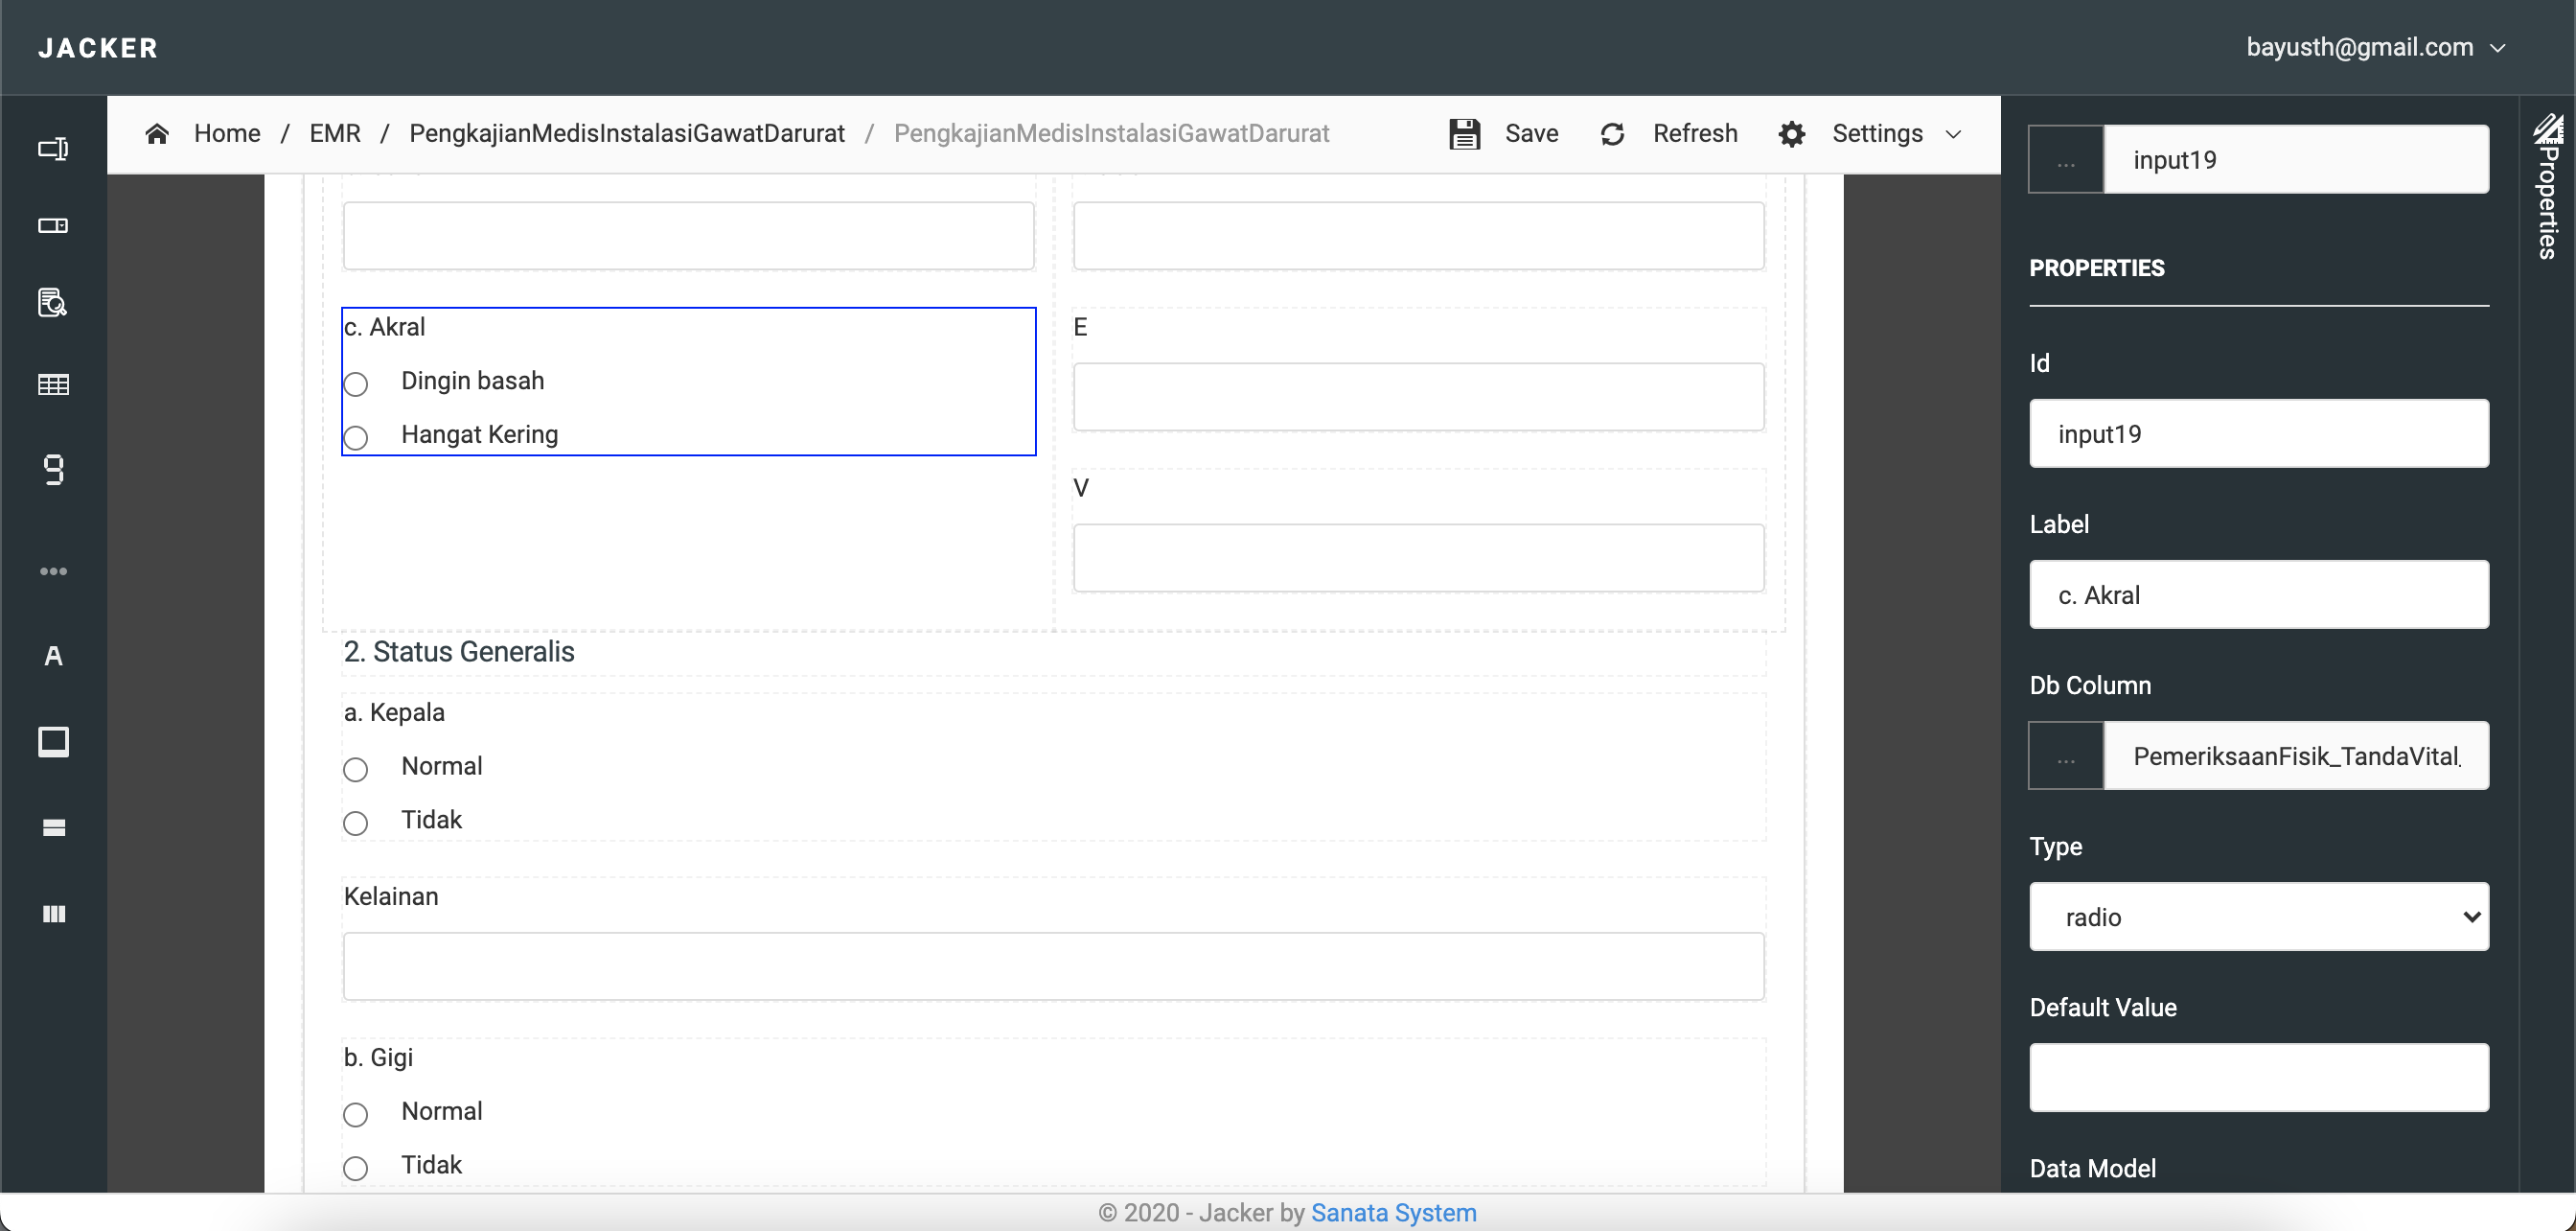 JACKER
bayusth@gmail.com
Home / EMR / PengkajianMedisInstalasiGawatDarurat / PengkajianMedisInstalasiGawatDarurat
Save
Refresh
Settings
c. Akral
Dingin basah
Hangat Kering
E
V
2. Status Generalis
a. Kepala
Normal
Tidak
Kelainan
b. Gigi
Normal
Tidak
...
input19
PROPERTIES
Id
input19
Label
c. Akral
Db Column
...
PemeriksaanFisik_TandaVital_
Type
radio
Default Value
Data Model
Properties
© 2020 - Jacker by Sanata System